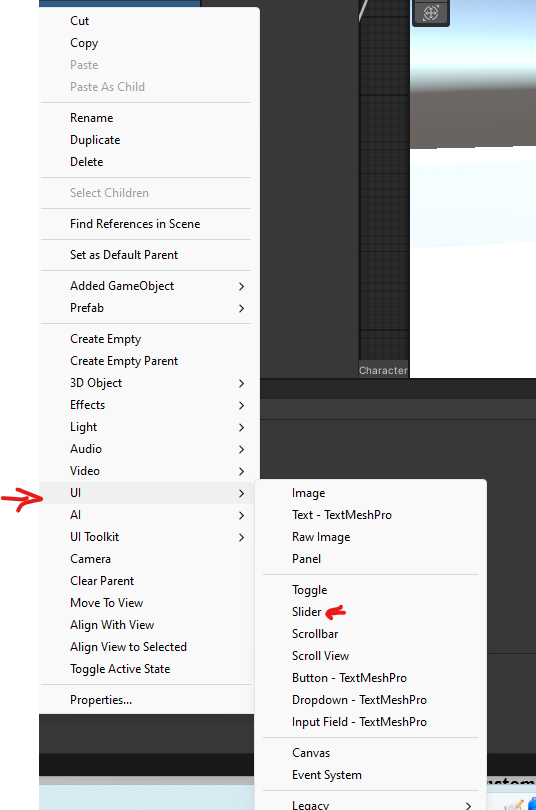 Cut
Copy
Paste
Paste As Child
Rename
Duplicate
Delete
Select Children
Find References in Scene
Set as Default Parent
Added GameObject
Prefab
Create Empty
Create Empty Parent
3D Object
Effects
Light
Audio
Video
UI
AI
UI Toolkit
Camera
Clear Parent
Move To View
Align With View
Align View to Selected
Toggle Active State
Properties...
Character
Image
Text - TextMeshPro
Raw Image
Panel
Toggle
Slider
Scrollbar
Scroll View
Button - TextMeshPro
Dropdown - TextMeshPro
Input Field - TextMeshPro
Canvas
Event System
Legacy